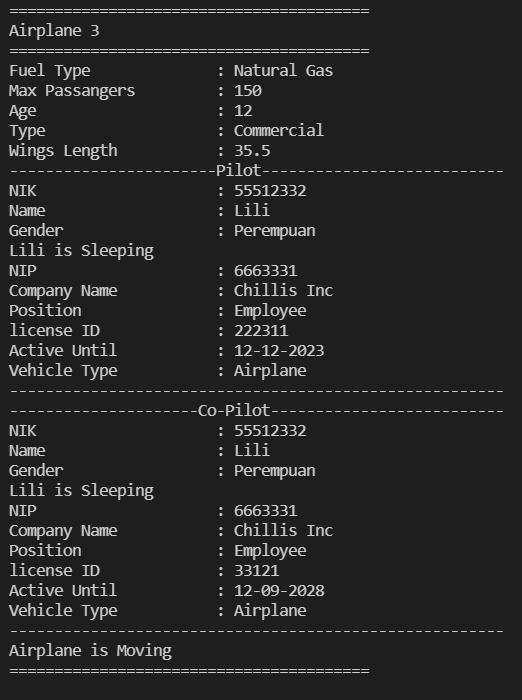 ========================================
Airplane 3
========================================
Fuel Type              : Natural Gas
Max Passangers         : 150
Age                    : 12
Type                   : Commercial
Wings Length           : 35.5
-----------------------Pilot---------------------------
NIK                    : 55512332
Name                   : Lili
Gender                 : Perempuan
Lili is Sleeping
NIP                    : 6663331
Company Name           : Chillis Inc
Position               : Employee
license ID             : 222311
Active Until           : 12-12-2023
Vehicle Type           : Airplane
-------------------------------------------------------
---------------------Co-Pilot--------------------------
NIK                    : 55512332
Name                   : Lili
Gender                 : Perempuan
Lili is Sleeping
NIP                    : 6663331
Company Name           : Chillis Inc
Position               : Employee
license ID             : 33121
Active Until           : 12-09-2028
Vehicle Type           : Airplane
-------------------------------------------------------
Airplane is Moving
========================================